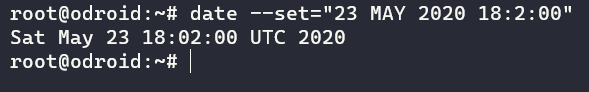 root@odroid:~# date --set="23 MAY 2020 18:2:00"
Sat May 23 18:02:00 UTC 2020
root@odroid:~#